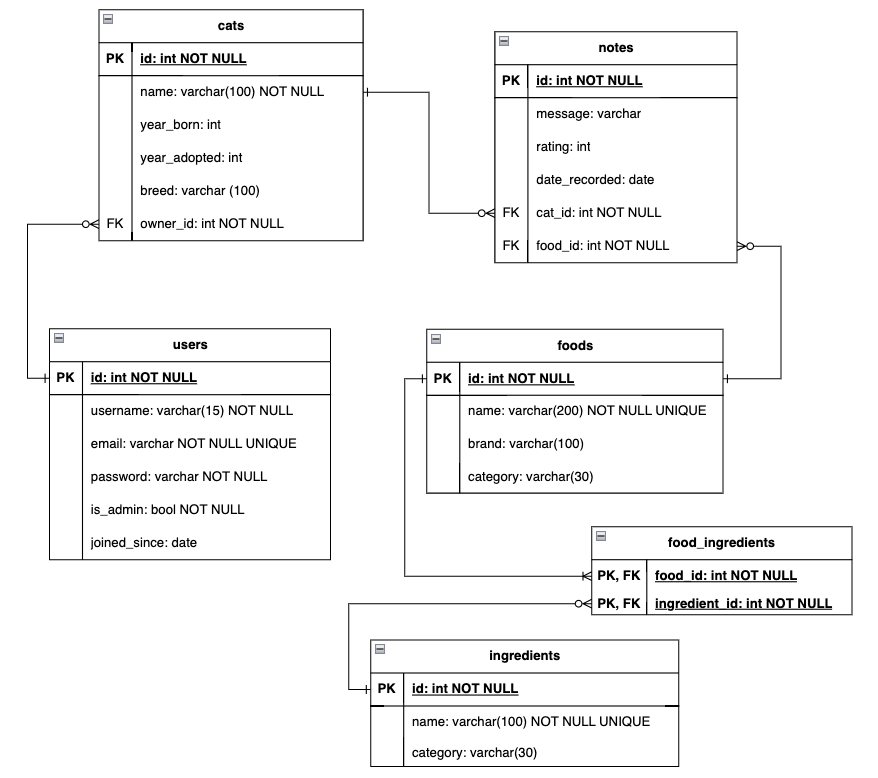 cats
PK id: int NOT NULL
name: varchar(100) NOT NULL
year_born: int
year_adopted: int
breed: varchar (100)
FK owner_id: int NOT NULL
notes
PK id: int NOT NULL
message: varchar
rating: int
date_recorded: date
FK cat_id: int NOT NULL
FK food_id: int NOT NULL
users
PK id: int NOT NULL
username: varchar(15) NOT NULL
email: varchar NOT NULL UNIQUE
password: varchar NOT NULL
is_admin: bool NOT NULL
joined_since: date
foods
PK id: int NOT NULL
name: varchar(200) NOT NULL UNIQUE
brand: varchar(100)
category: varchar(30)
food_ingredients
PK, FK food_id: int NOT NULL
PK, FK ingredient_id: int NOT NULL
ingredients
PK id: int NOT NULL
name: varchar(100) NOT NULL UNIQUE
category: varchar(30)